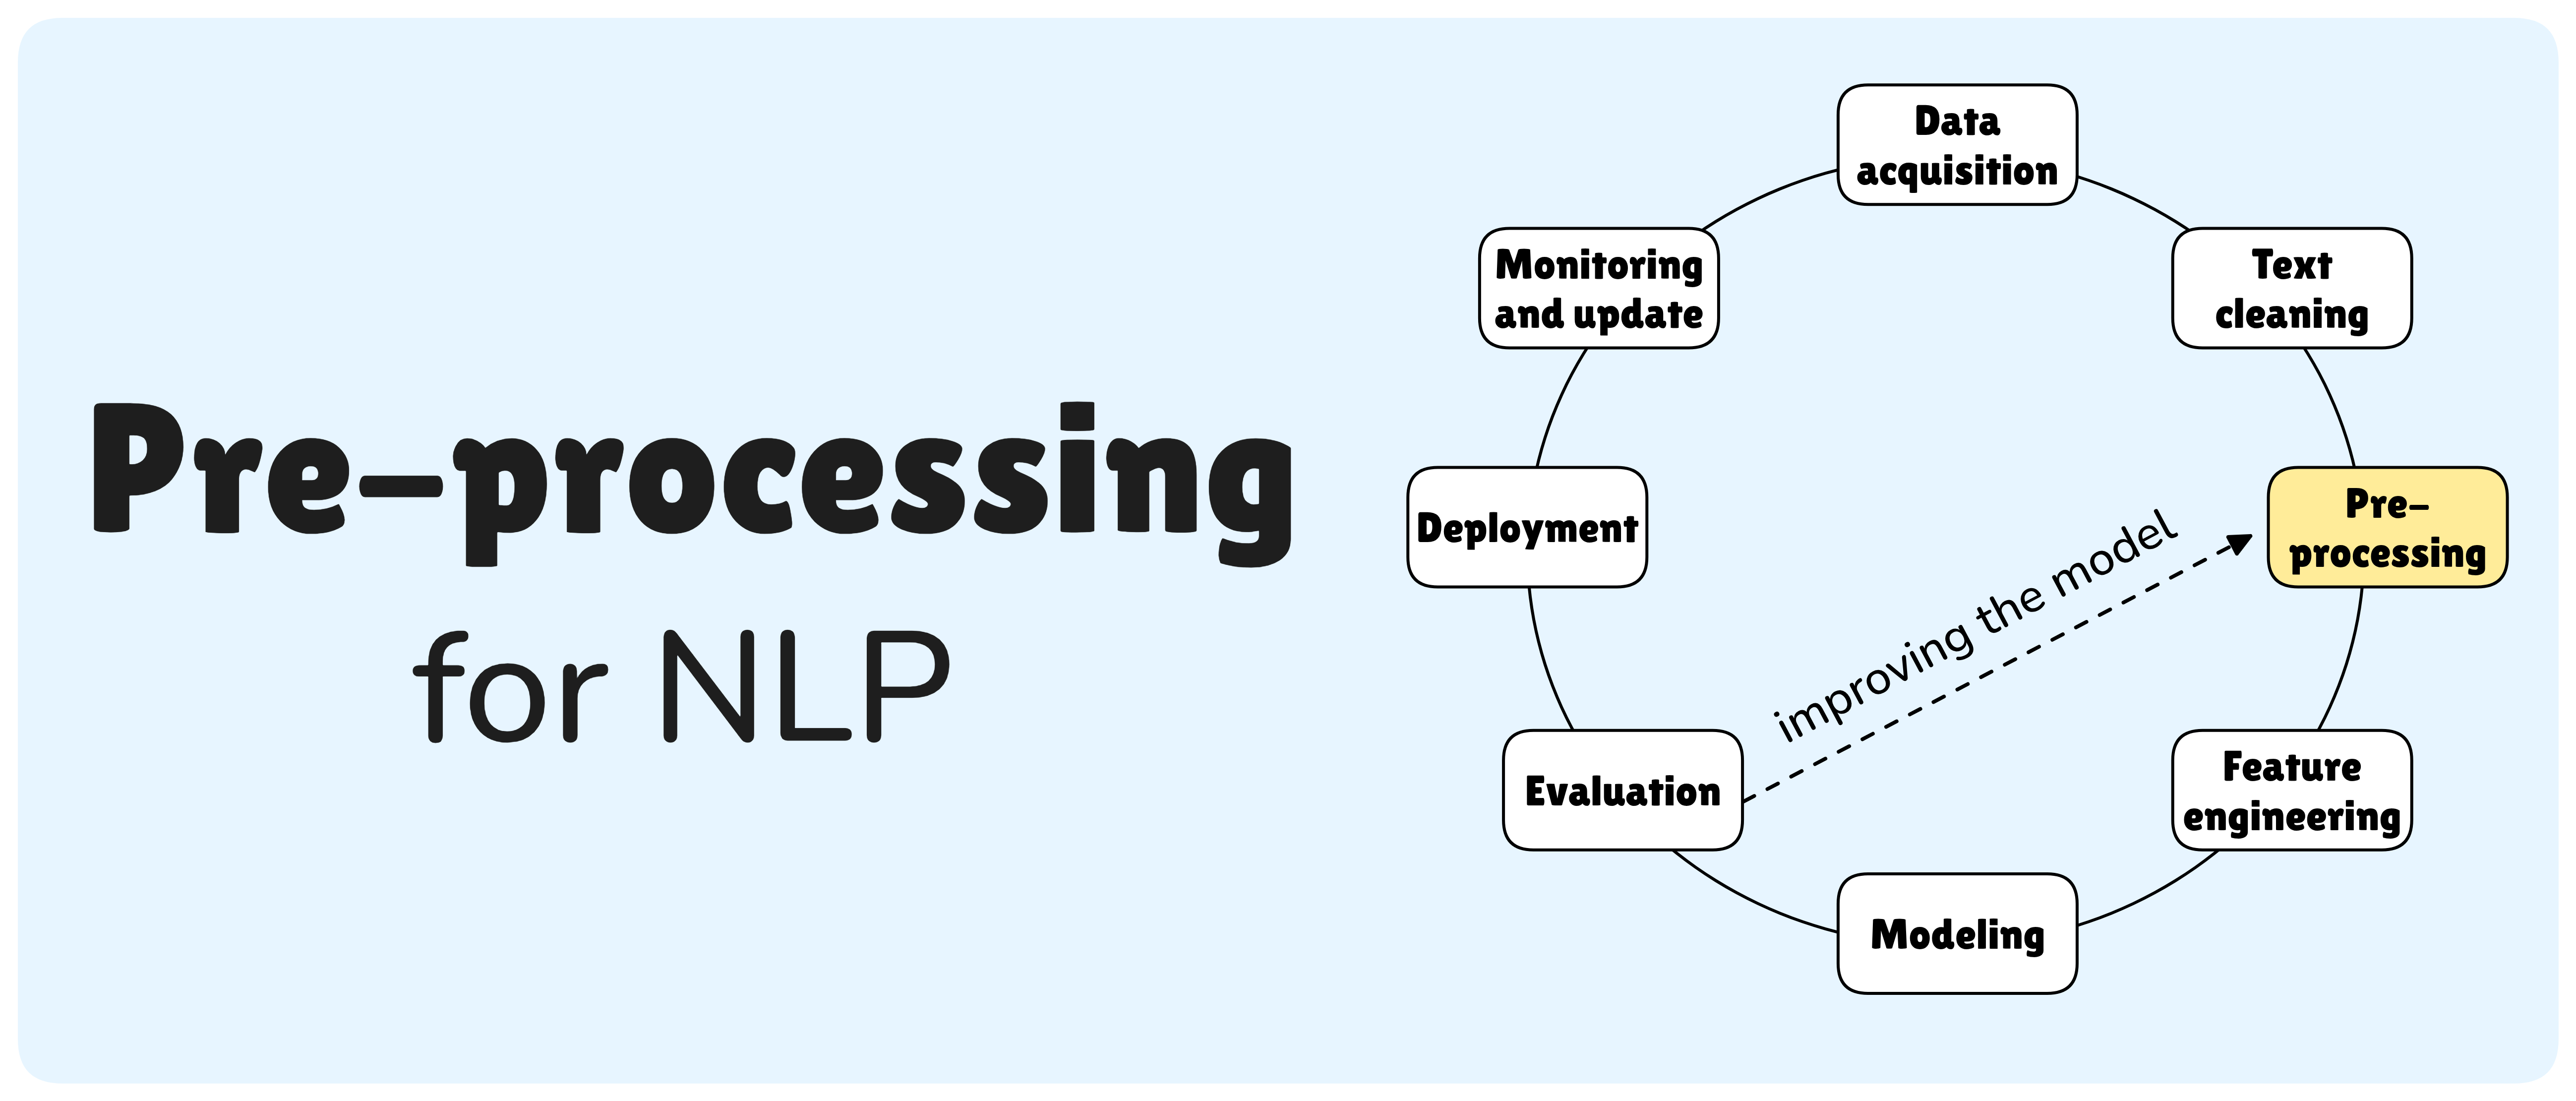 Pre-processing
for NLP
Data
acquisition
Text
cleaning
Pre-
processing
Feature
engineering
Modeling
Evaluation
Deployment
Monitoring
and update
improving the model